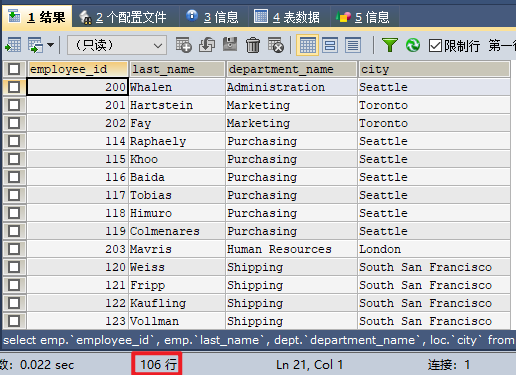 1 结果 2 个配置文件 3 信息 4 表数据 5 信息
(只读) 限制行 第一行
employee_id last_name department_name city
200 Whalen Administration Seattle
201 Hartstein Marketing Toronto
202 Fay Marketing Toronto
114 Raphaely Purchasing Seattle
115 Khoo Purchasing Seattle
116 Baida Purchasing Seattle
117 Tobias Purchasing Seattle
118 Himuro Purchasing Seattle
119 Colmenares Purchasing Seattle
203 Mavris Human Resources London
120 Weiss Shipping South San Francisco
121 Fripp Shipping South San Francisco
122 Kaufling Shipping South San Francisco
123 Vollman Shipping South San Francisco
select emp.`employee_id`, emp.`last_name`, dept.`department_name`, loc.`city` from
数: 0.022 sec 106 行 Ln 21, Col 1 连接: 1